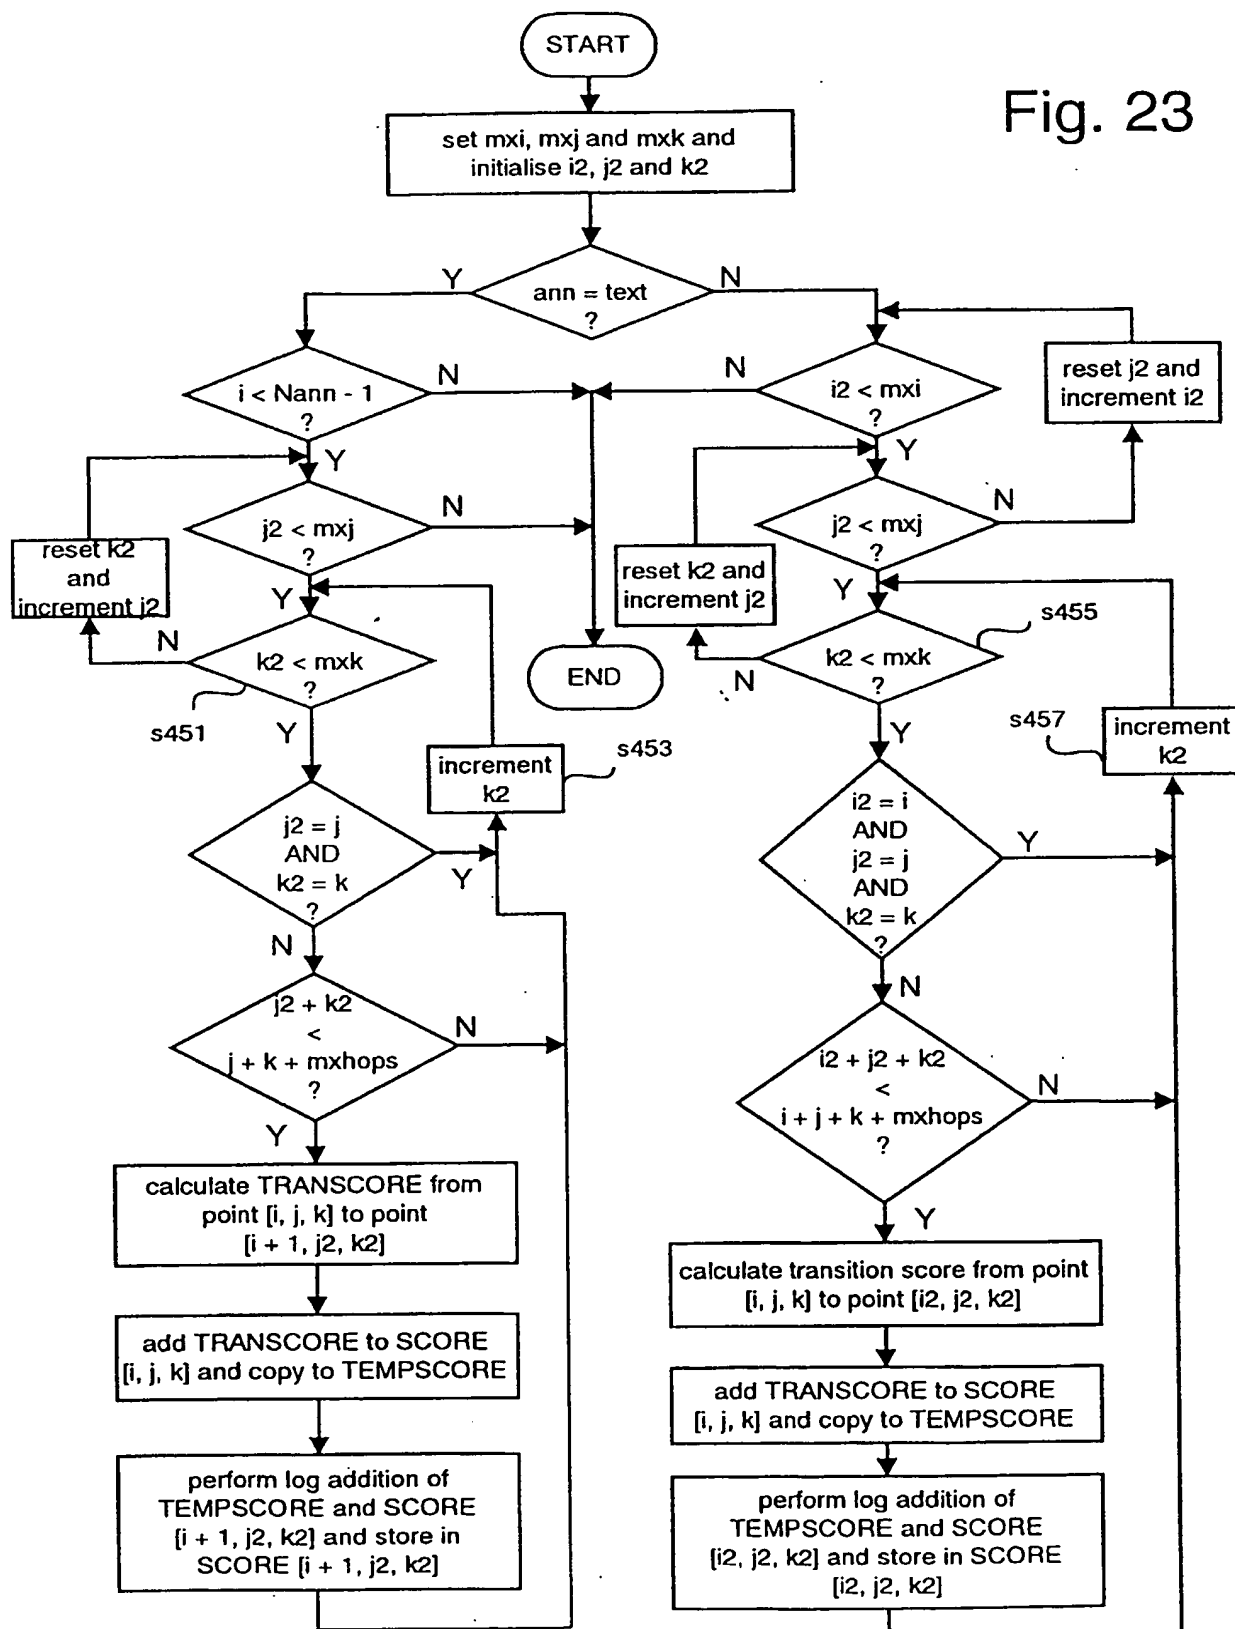 START
Fig. 23
set mxi, mxj and mxk and
initialise i2, j2 and k2
ann = text
?
Y
N
i < Nann - 1
?
N
Y
j2 < mxj
?
N
Y
reset k2
and
increment j2
k2 < mxk
?
N
s451
Y
increment
k2
s453
j2 = j
AND
k2 = k
?
Y
N
j2 + k2
<
j + k + mxhops
?
N
Y
calculate TRANSCORE from
point [i, j, k] to point
[i + 1, j2, k2]
add TRANSCORE to SCORE
[i, j, k] and copy to TEMPSCORE
perform log addition of
TEMPSCORE and SCORE
[i + 1, j2, k2] and store in
SCORE [i + 1, j2, k2]
END
i2 < mxi
?
N
Y
reset j2 and
increment i2
j2 < mxj
?
N
Y
reset k2 and
increment j2
k2 < mxk
?
N
s455
Y
s457
increment
k2
i2 = i
AND
j2 = j
AND
k2 = k
?
Y
N
i2 + j2 + k2
<
i + j + k + mxhops
?
N
Y
calculate transition score from point
[i, j, k] to point [i2, j2, k2]
add TRANSCORE to SCORE
[i, j, k] and copy to TEMPSCORE
perform log addition of
TEMPSCORE and SCORE
[i2, j2, k2] and store in SCORE
[i2, j2, k2]